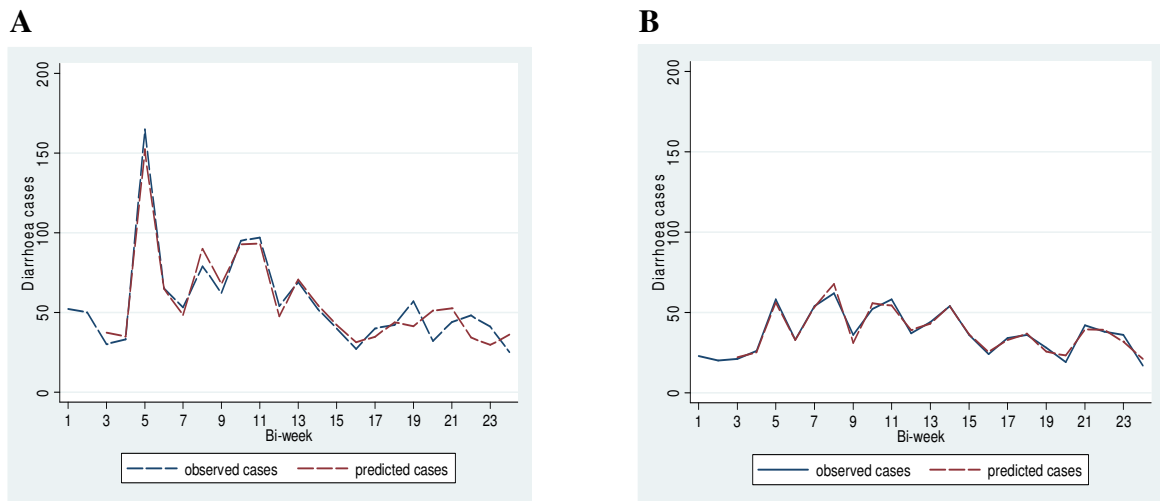 A
Diarrhoea cases
200
150
100
50
0
1 3 5 7 9 11 13 15 17 19 21 23
Bi-week
observed cases predicted cases
B
Diarrhoea cases
200
150
100
50
0
1 3 5 7 9 11 13 15 17 19 21 23
Bi-week
observed cases predicted cases